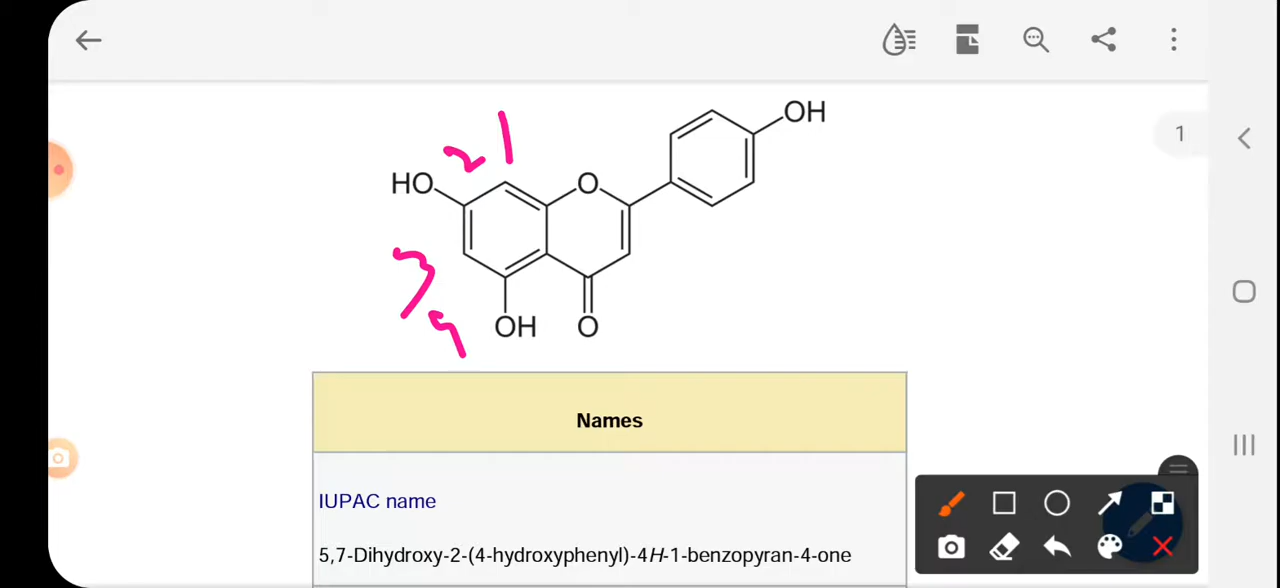 1
OH
HO
O
OH
O
Names
IUPAC name
5,7-Dihydroxy-2-(4-hydroxyphenyl)-4H-1-benzopyran-4-one